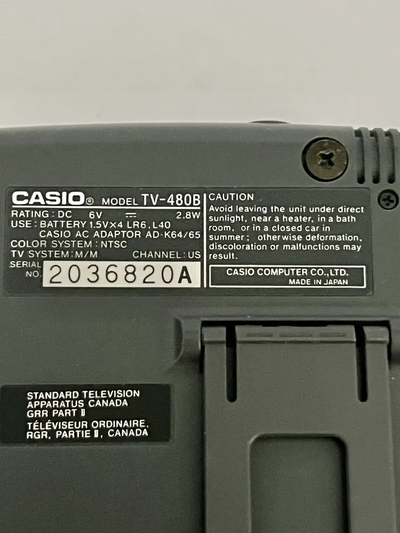 CASIO® MODEL TV-480B
RATING: DC 6V ⎓ 2.8W
USE: BATTERY 1.5V×4 LR6, L40
CASIO AC ADAPTOR AD-K64/65
COLOR SYSTEM: NTSC
TV SYSTEM: M/M CHANNEL: US
SERIAL NO. 2036820A
CAUTION
Avoid leaving the unit under direct
sunlight, near a heater, in a bath
room, or in a closed car in
summer; otherwise deformation,
discoloration or malfunctions may
result.
CASIO COMPUTER CO., LTD.
MADE IN JAPAN
STANDARD TELEVISION
APPARATUS CANADA
GRR PART II
TÉLÉVISEUR ORDINAIRE,
RGR, PARTIE II, CANADA